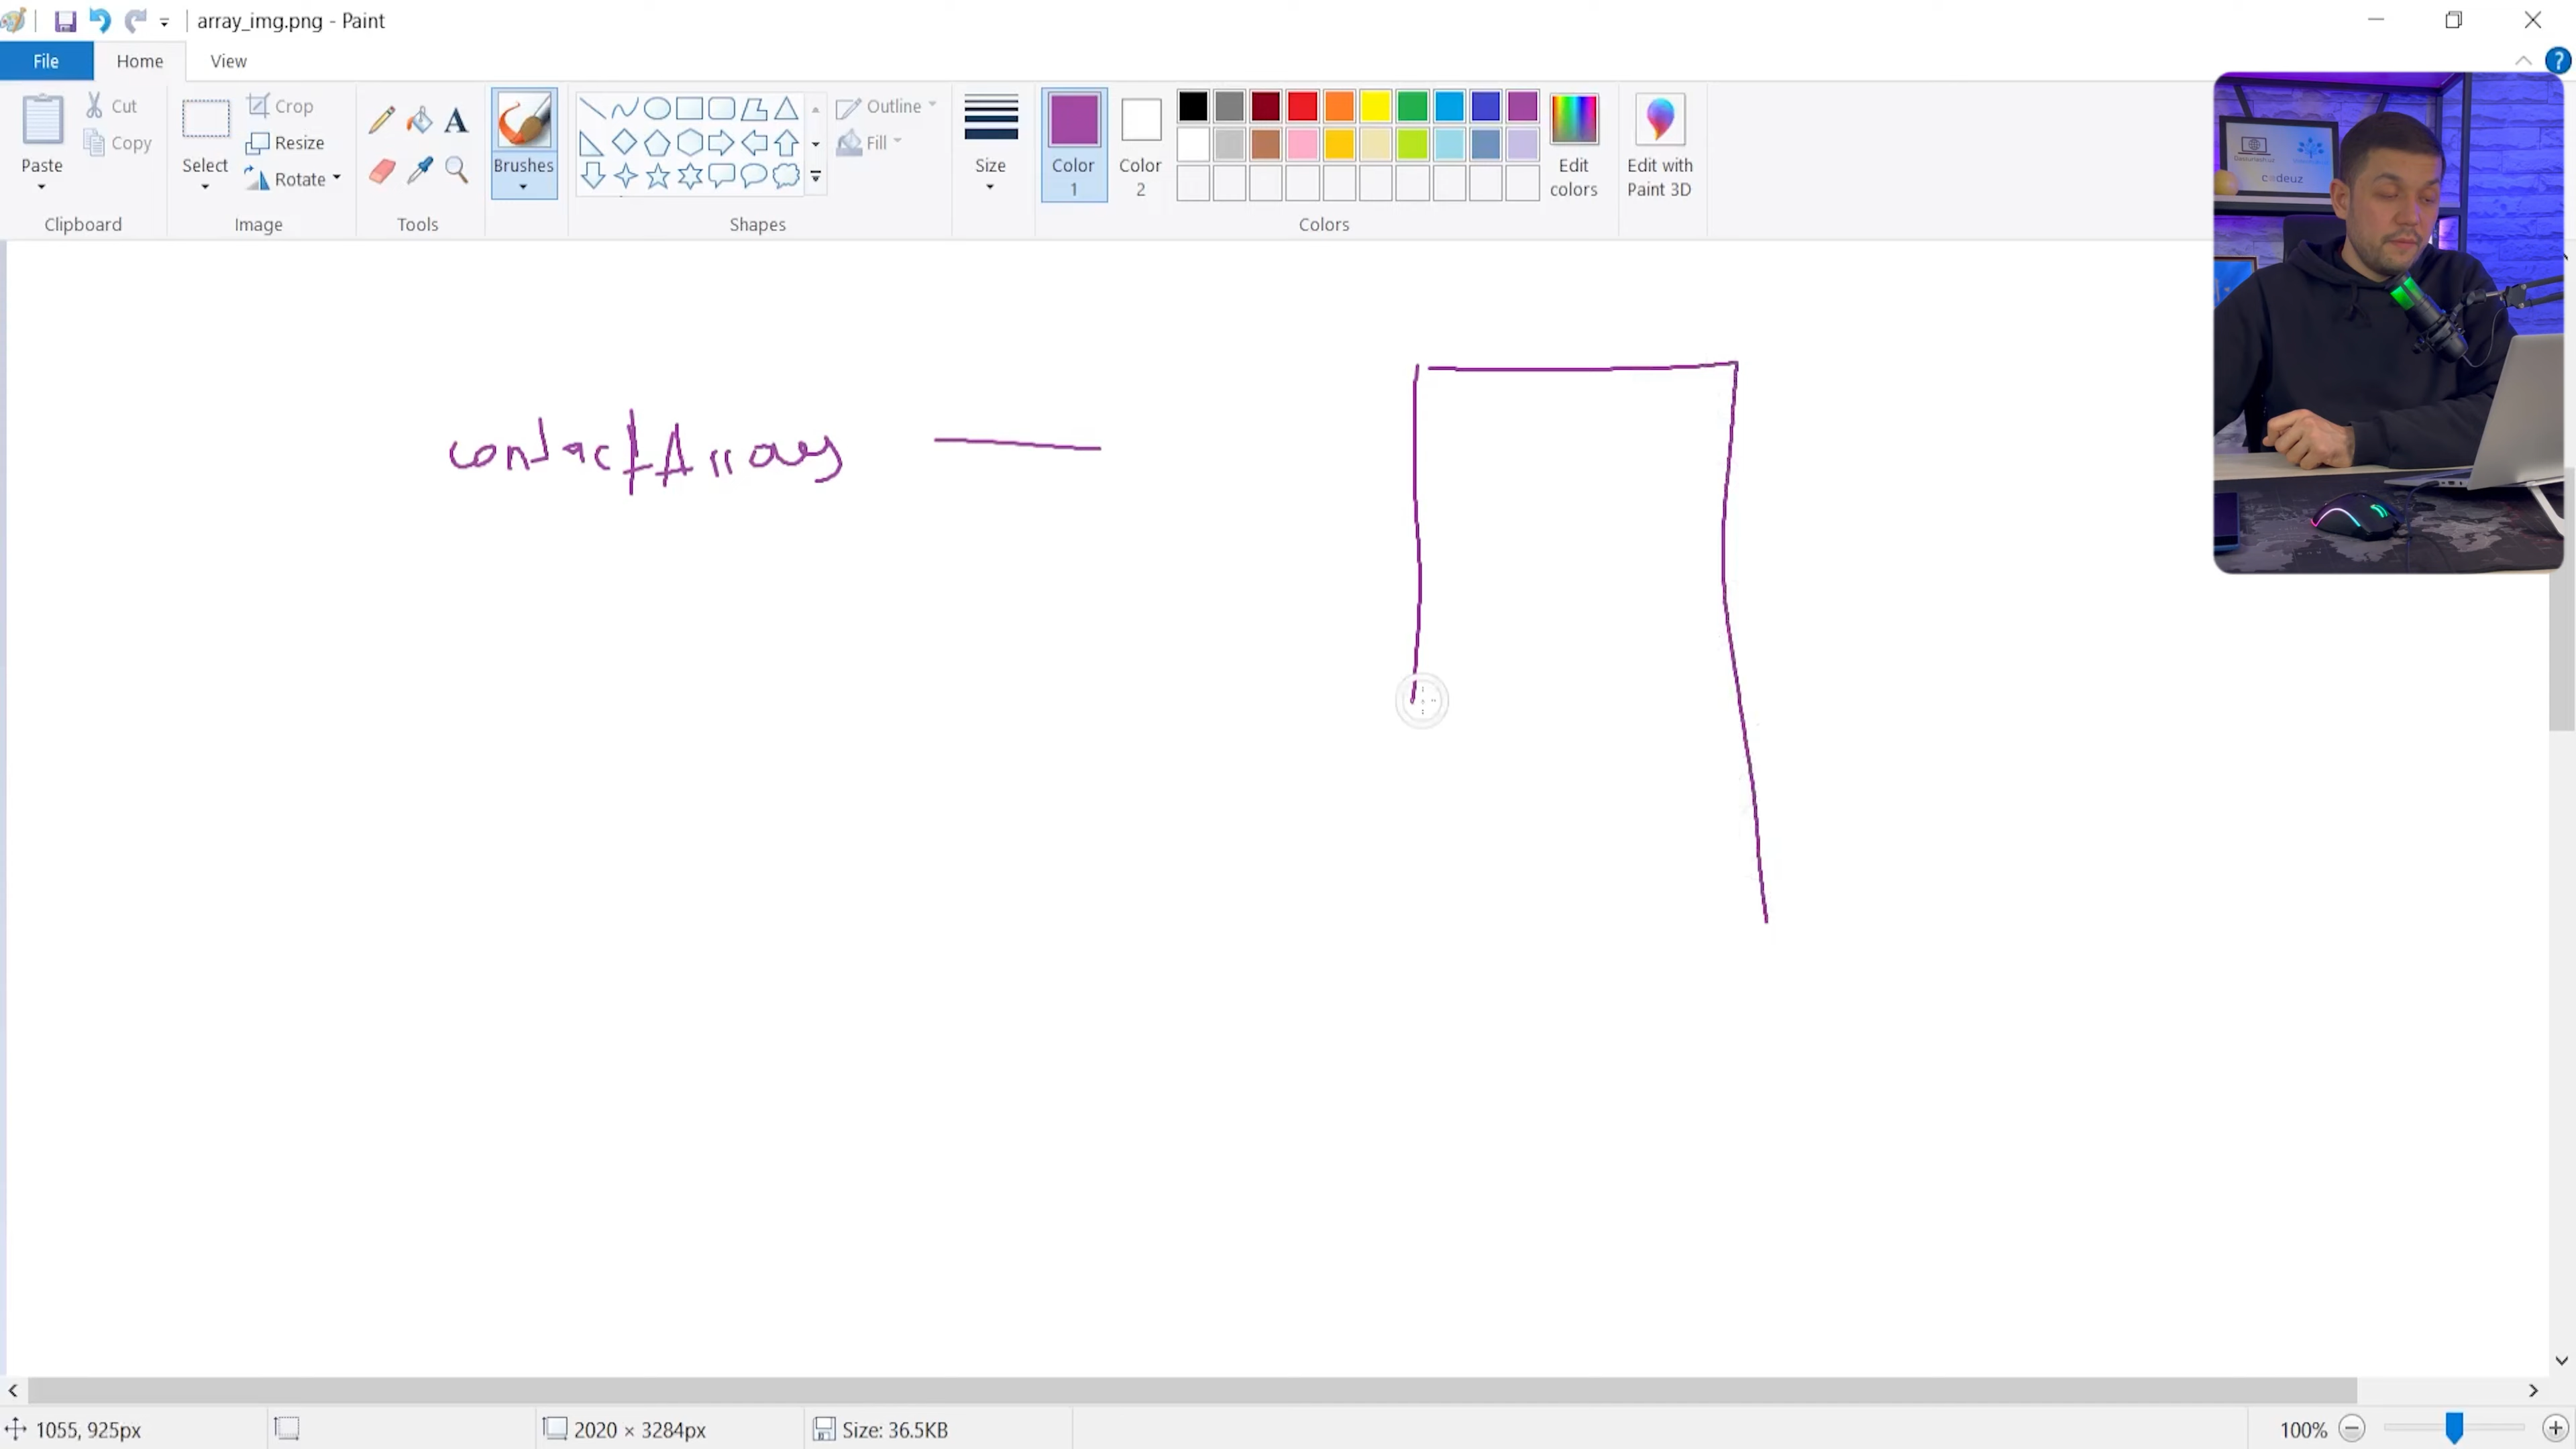 array_img.png - Paint
File Home View
Paste
Cut
Copy
Clipboard
Select
Crop
Resize
Rotate
Image
Tools
Brushes
Shapes
Outline
Fill
Size
Color 1
Color 2
Colors
Edit colors
Edit with Paint 3D
codeuz
contactArray
1055, 925px
2020 × 3284px
Size: 36.5KB
100%